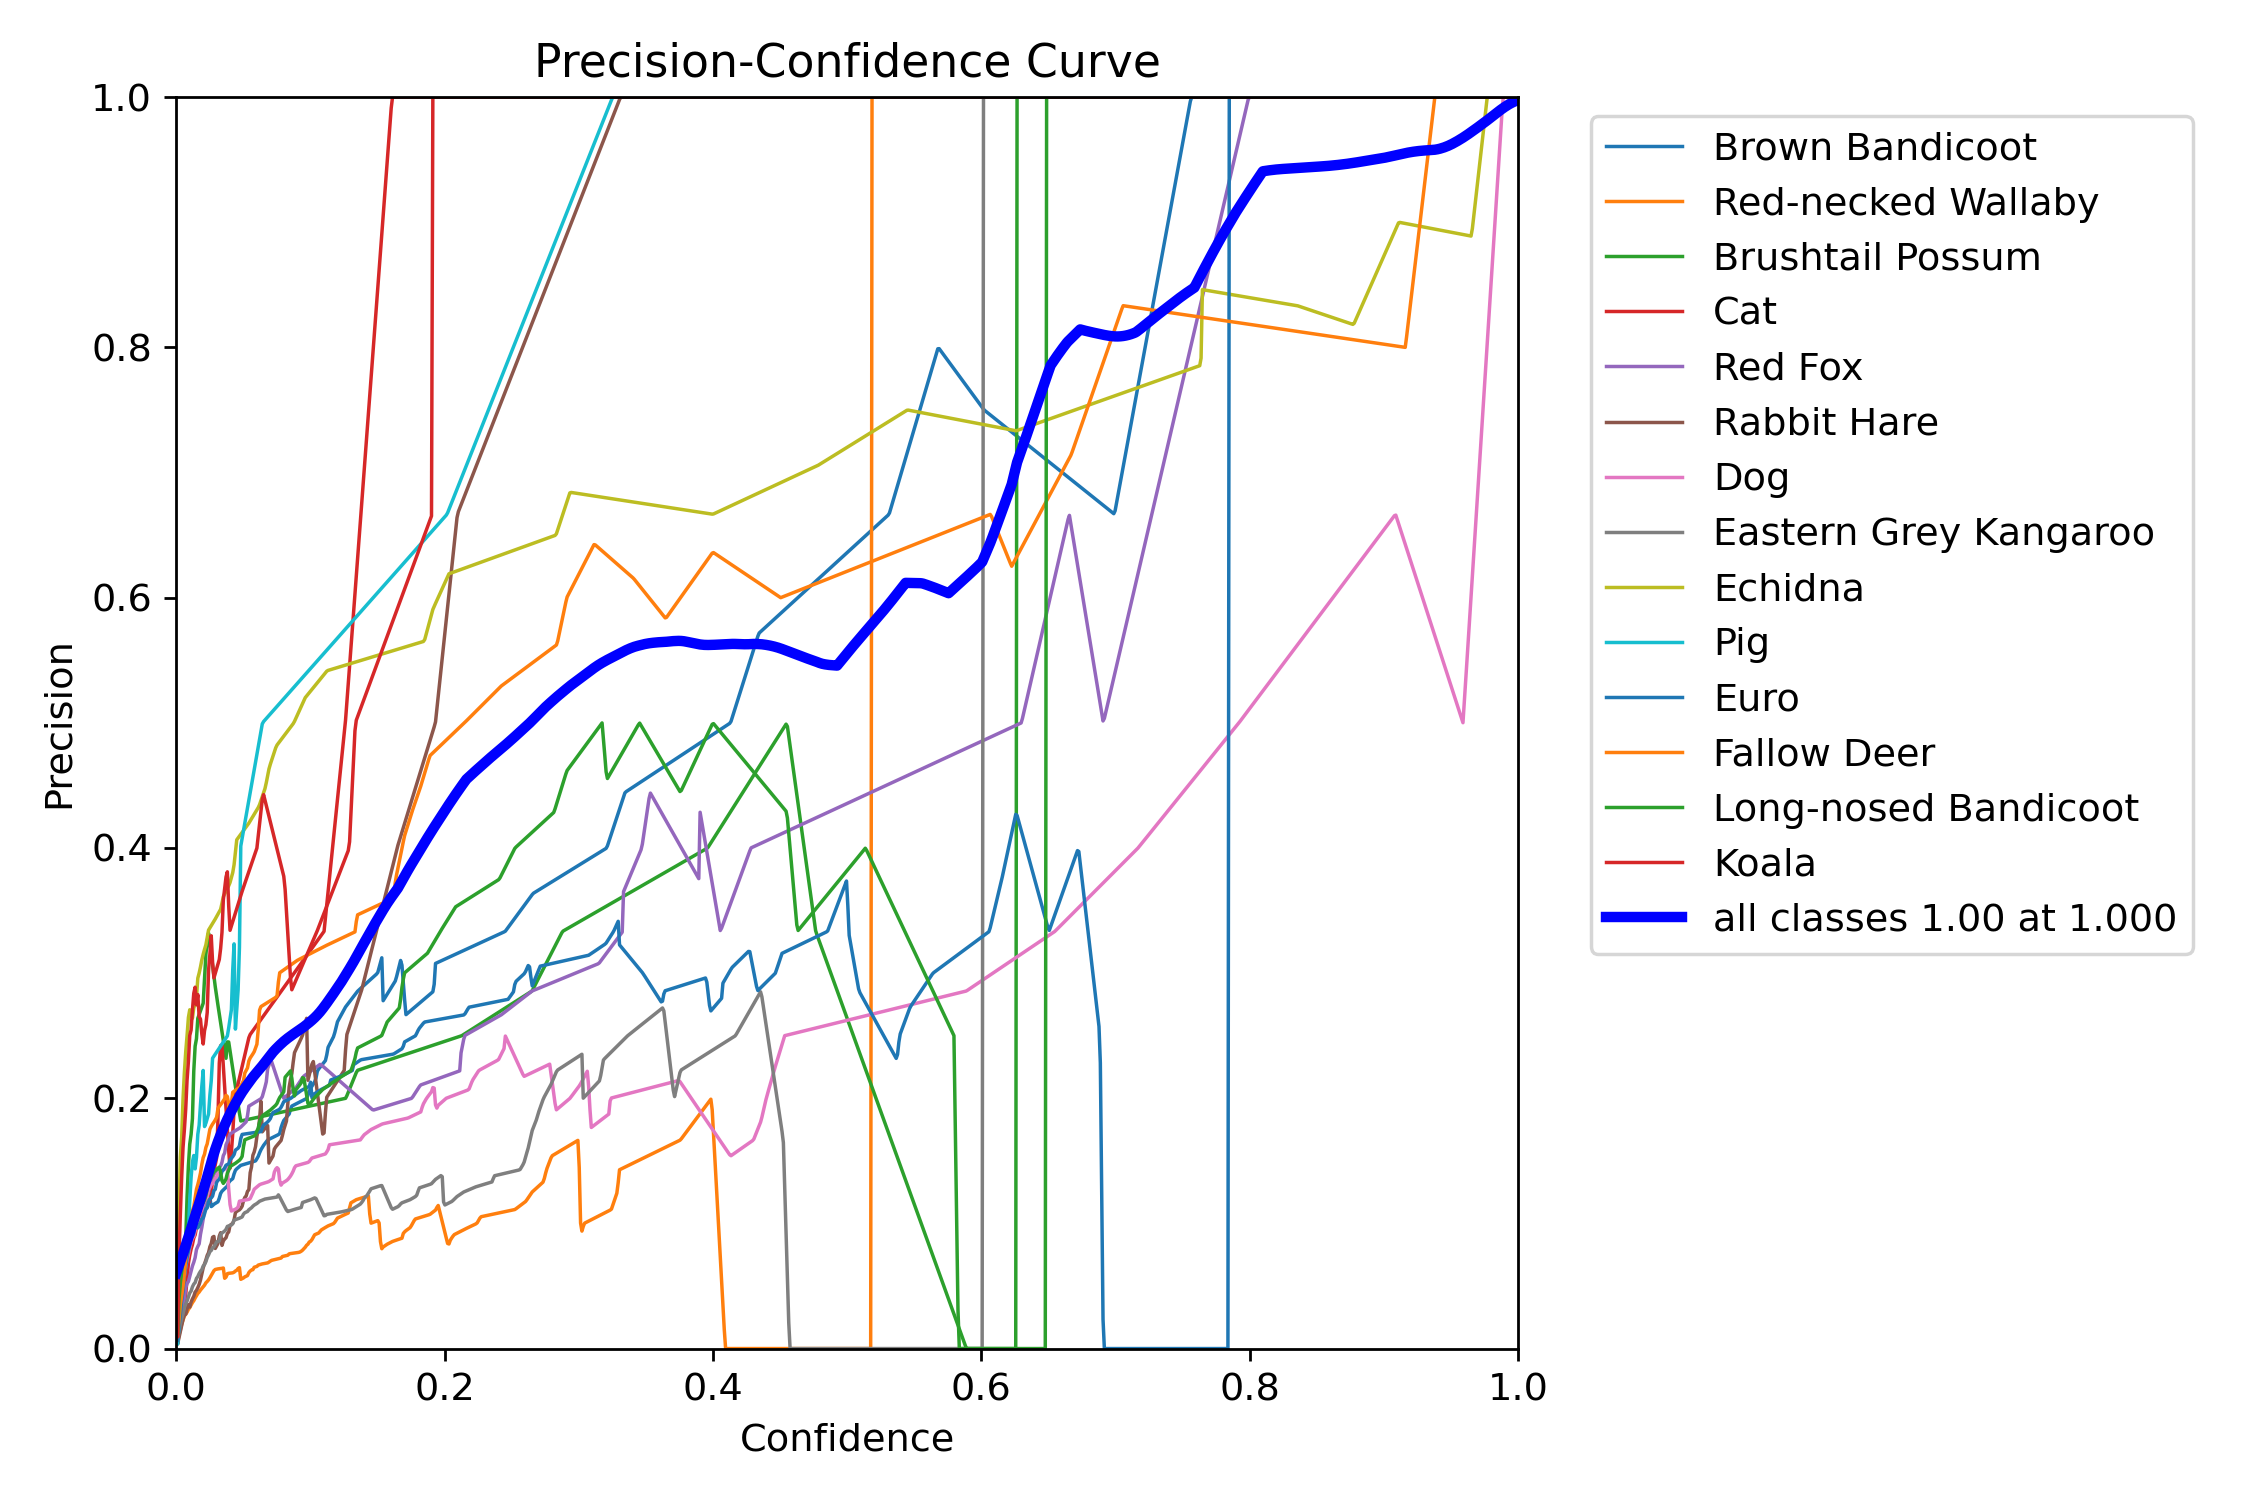 Precision-Confidence Curve
1.0
0.8
0.6
0.4
0.2
0.0
Precision
0.0 0.2 0.4 0.6 0.8 1.0
Confidence
Brown Bandicoot
Red-necked Wallaby
Brushtail Possum
Cat
Red Fox
Rabbit Hare
Dog
Eastern Grey Kangaroo
Echidna
Pig
Euro
Fallow Deer
Long-nosed Bandicoot
Koala
all classes 1.00 at 1.000